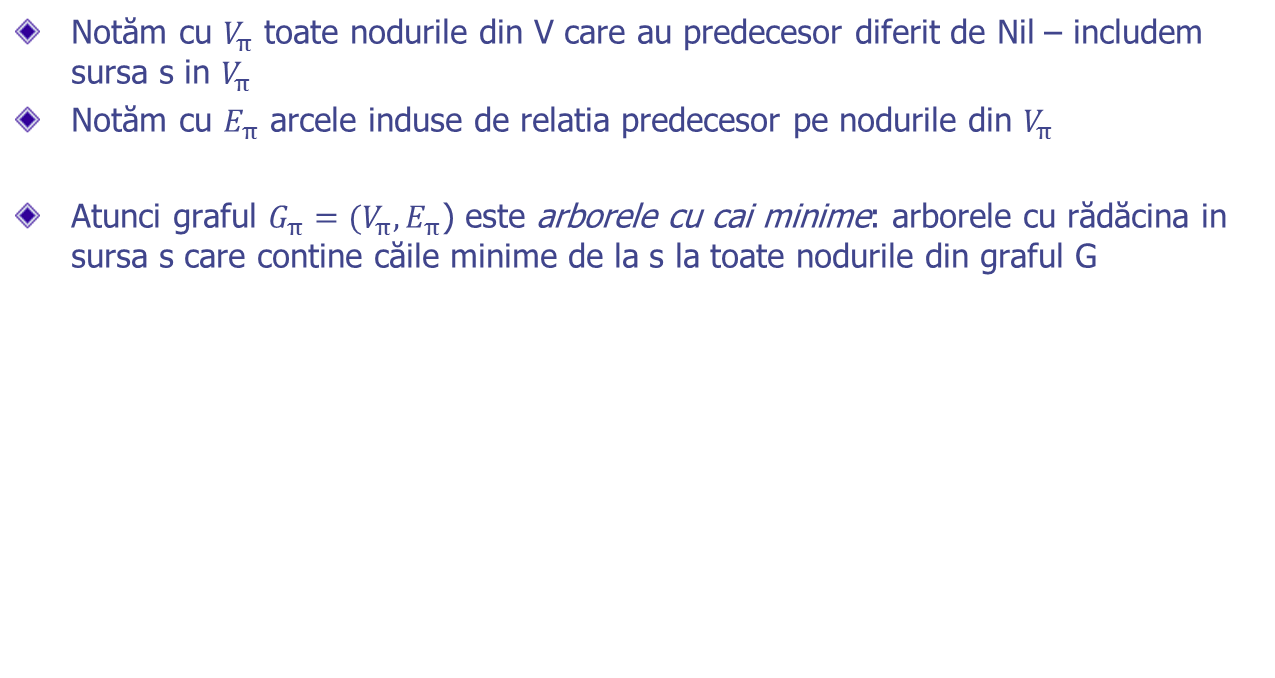 Notăm cu Vπ toate nodurile din V care au predecesor diferit de Nil – includem
sursa s in Vπ
Notăm cu Eπ arcele induse de relatia predecesor pe nodurile din Vπ
Atunci graful Gπ = (Vπ, Eπ) este arborele cu cai minime: arborele cu rădăcina in
sursa s care contine căile minime de la s la toate nodurile din graful G